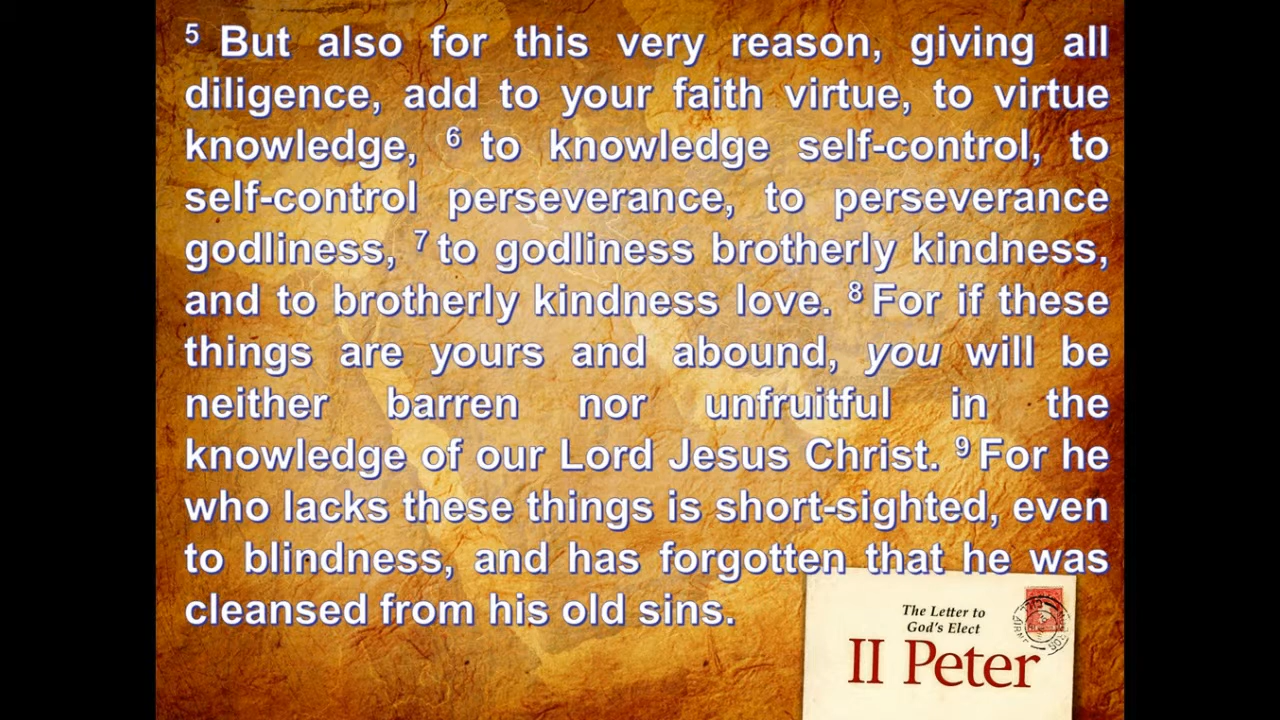 5 But also for this very reason, giving all
diligence, add to your faith virtue, to virtue
knowledge, 6 to knowledge self-control, to
self-control perseverance, to perseverance
godliness, 7 to godliness brotherly kindness,
and to brotherly kindness love. 8 For if these
things are yours and abound, you will be
neither barren nor unfruitful in the
knowledge of our Lord Jesus Christ. 9 For he
who lacks these things is short-sighted, even
to blindness, and has forgotten that he was
cleansed from his old sins.
The Letter to
God's Elect
II Peter